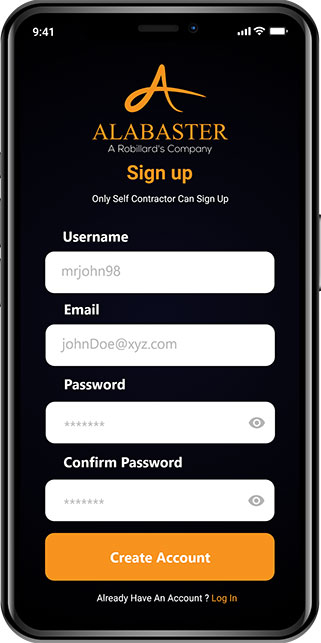 9:41
ALABASTER
A Robillard's Company
Sign up
Only Self Contractor Can Sign Up
Username
mrjohn98
Email
johnDoe@xyz.com
Password
*******
Confirm Password
*******
Create Account
Already Have An Account ? Log In